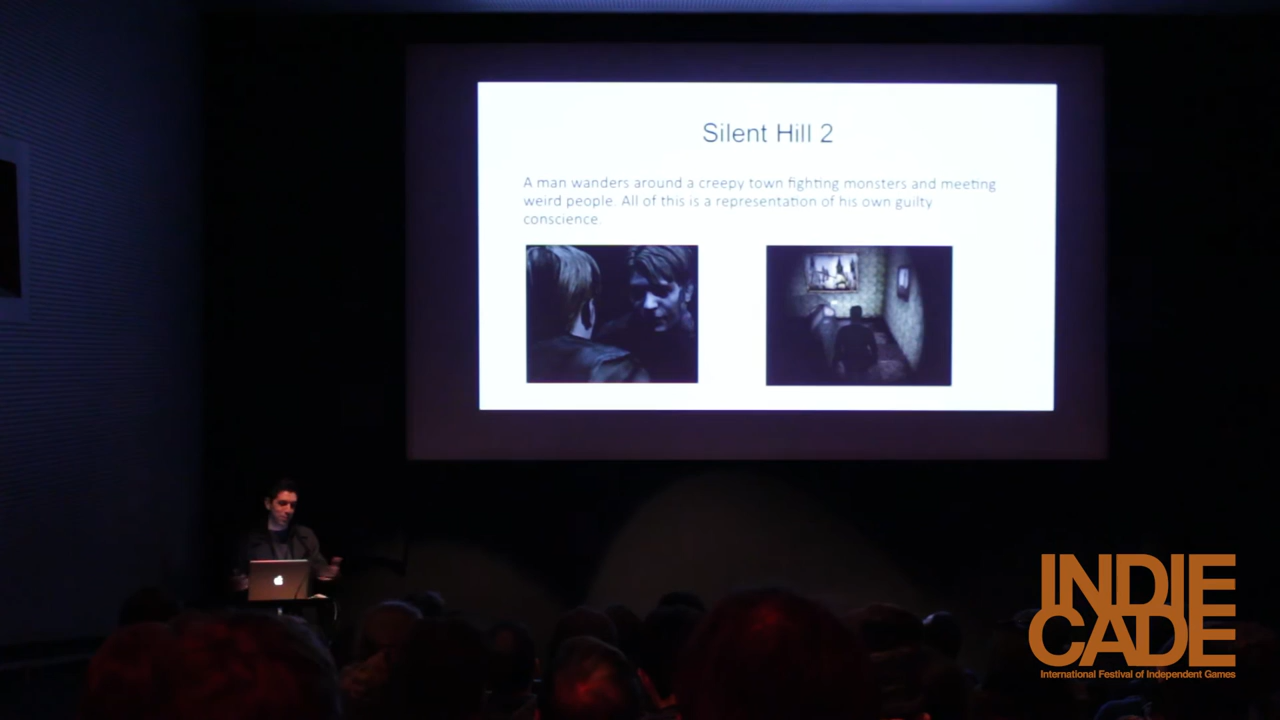 Silent Hill 2
A man wanders around a creepy town fighting monsters and meeting
weird people. All of this is a representation of his own guilty
conscience.
INDIE
CADE
International Festival of Independent Games